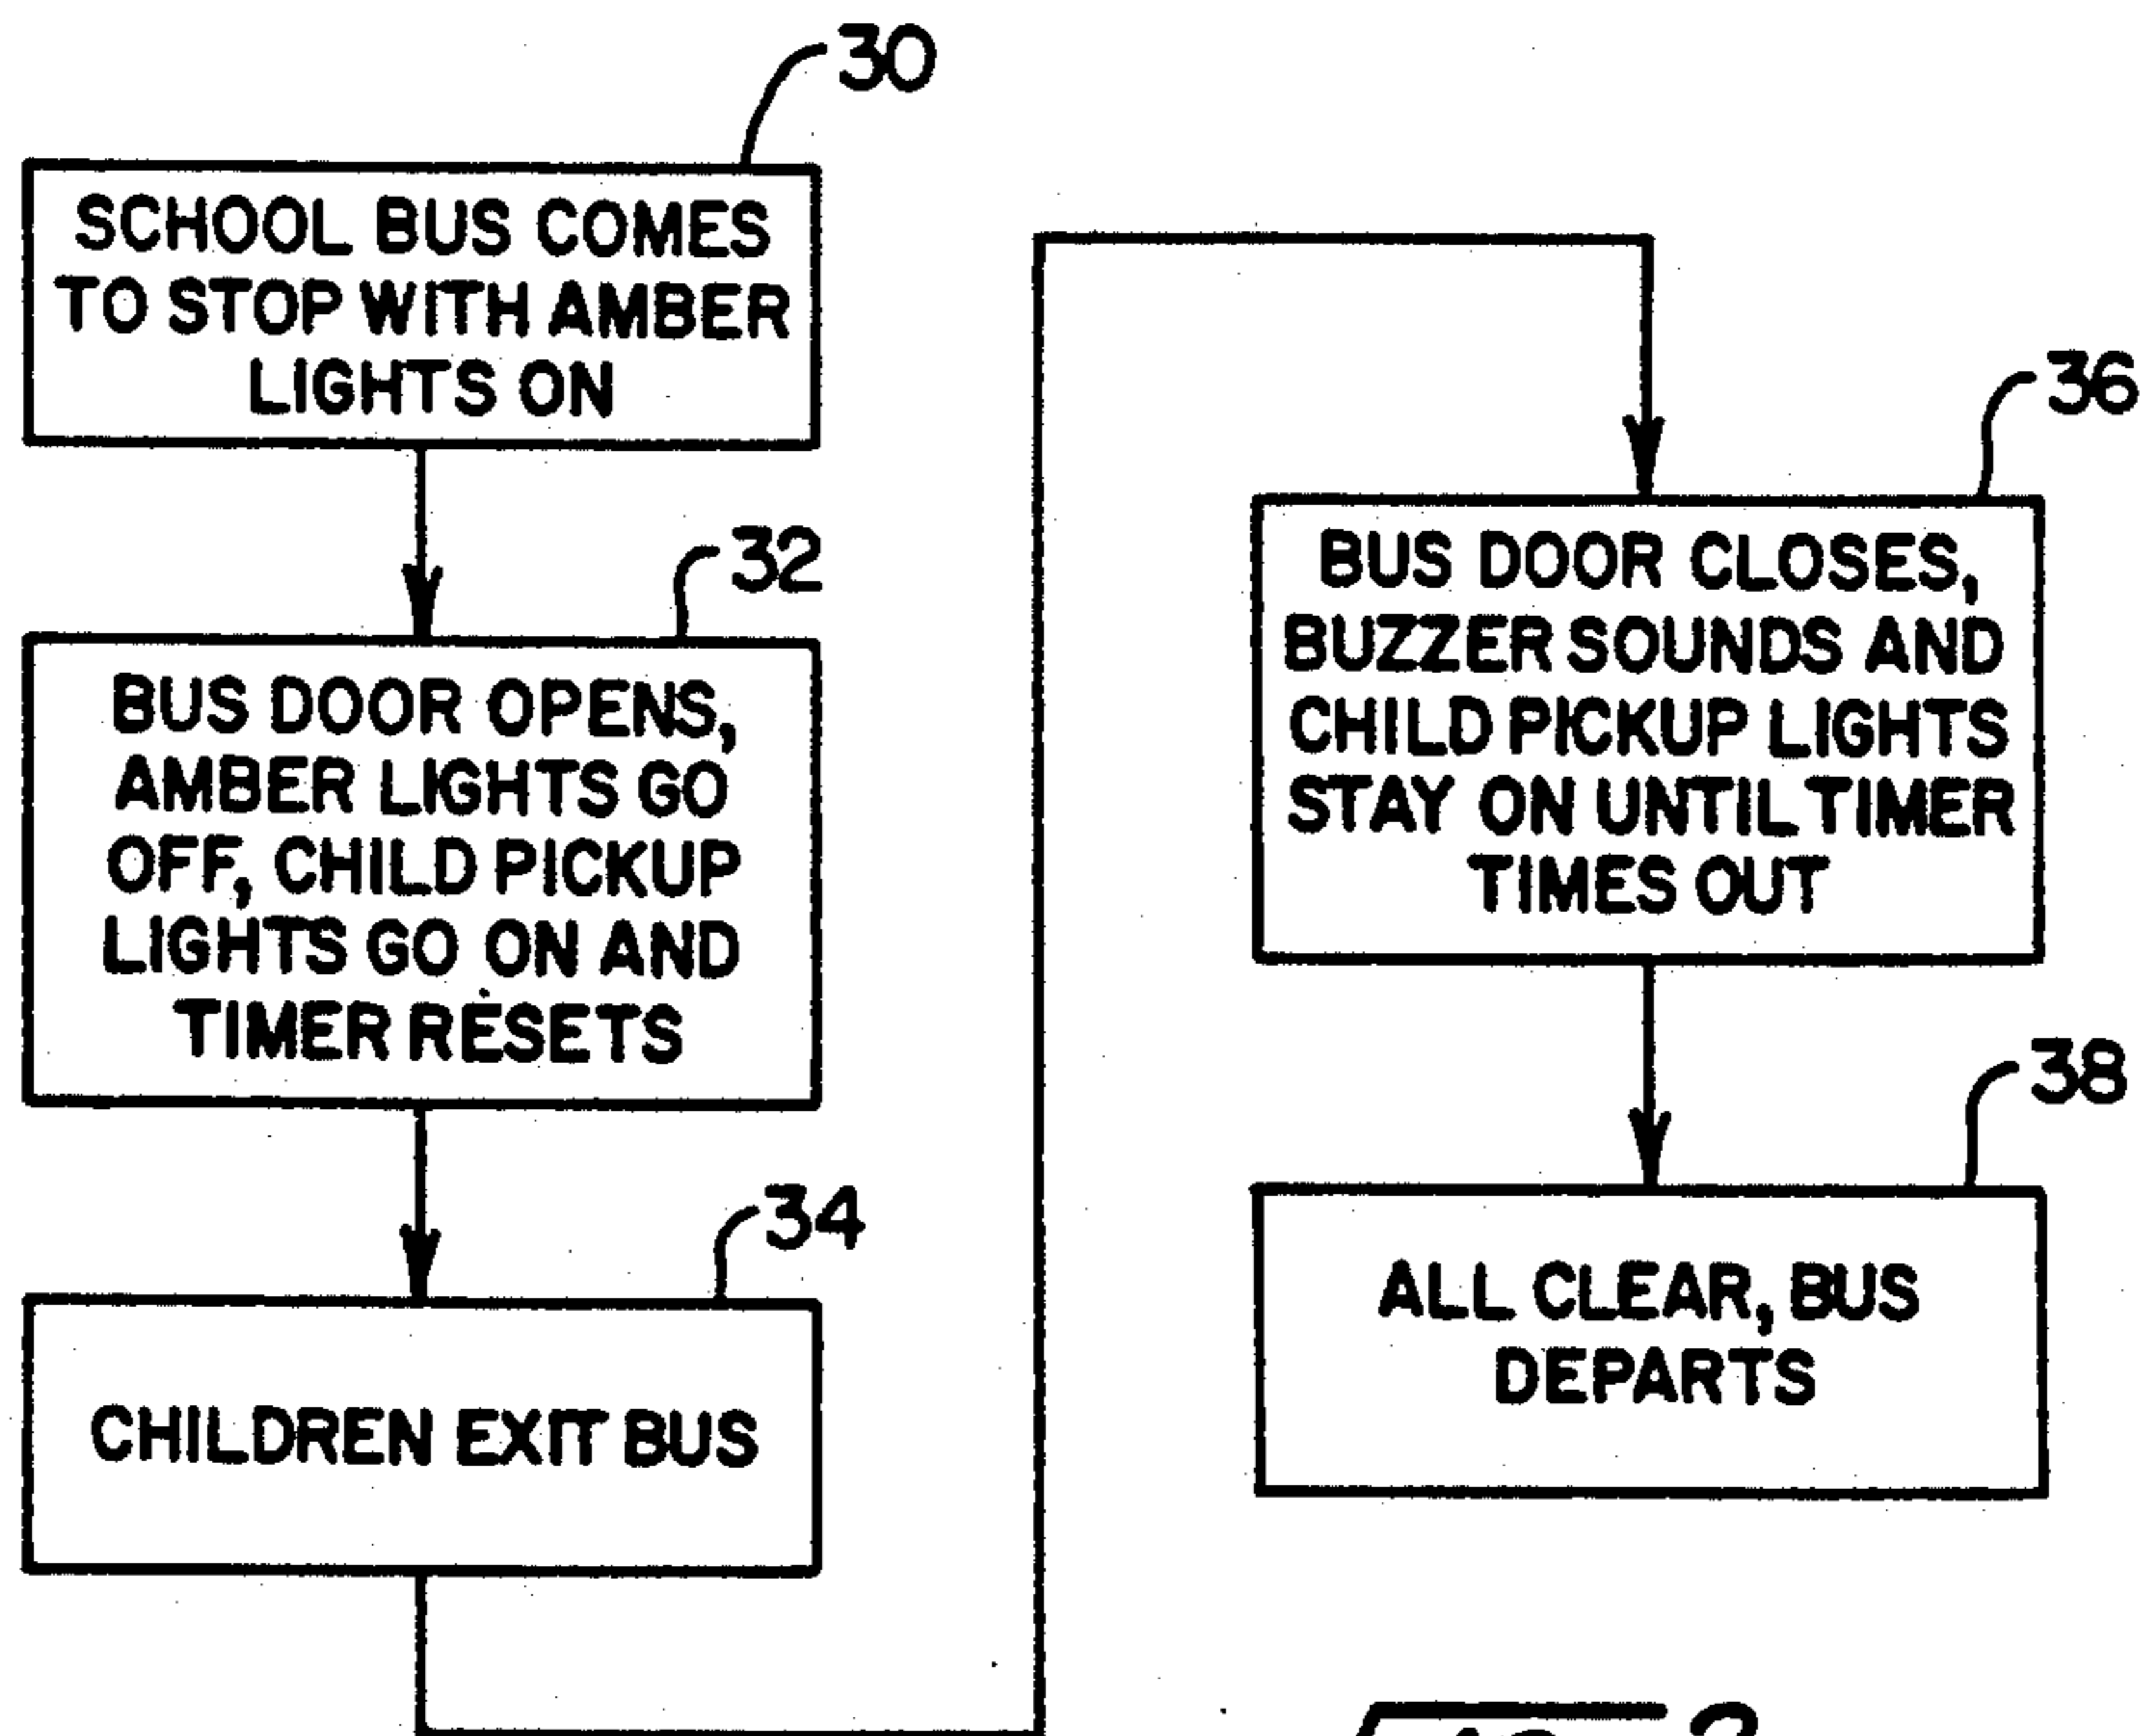 30
SCHOOL BUS COMES
TO STOP WITH AMBER
LIGHTS ON
32
BUS DOOR OPENS,
AMBER LIGHTS GO
OFF, CHILD PICKUP
LIGHTS GO ON AND
TIMER RESETS
34
CHILDREN EXIT BUS
36
BUS DOOR CLOSES,
BUZZER SOUNDS AND
CHILD PICKUP LIGHTS
STAY ON UNTIL TIMER
TIMES OUT
38
ALL CLEAR, BUS
DEPARTS